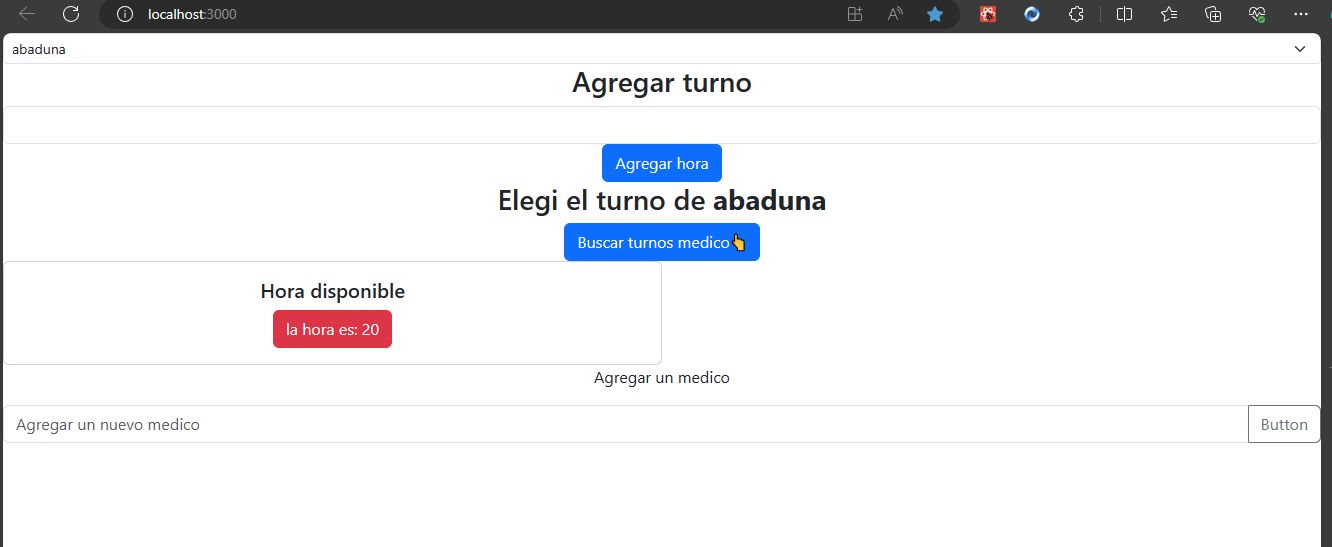 localhost:3000
abaduna
Agregar turno
Agregar hora
Elegi el turno de abaduna
Buscar turnos medico
Hora disponible
la hora es: 20
Agregar un medico
Agregar un nuevo medico
Button